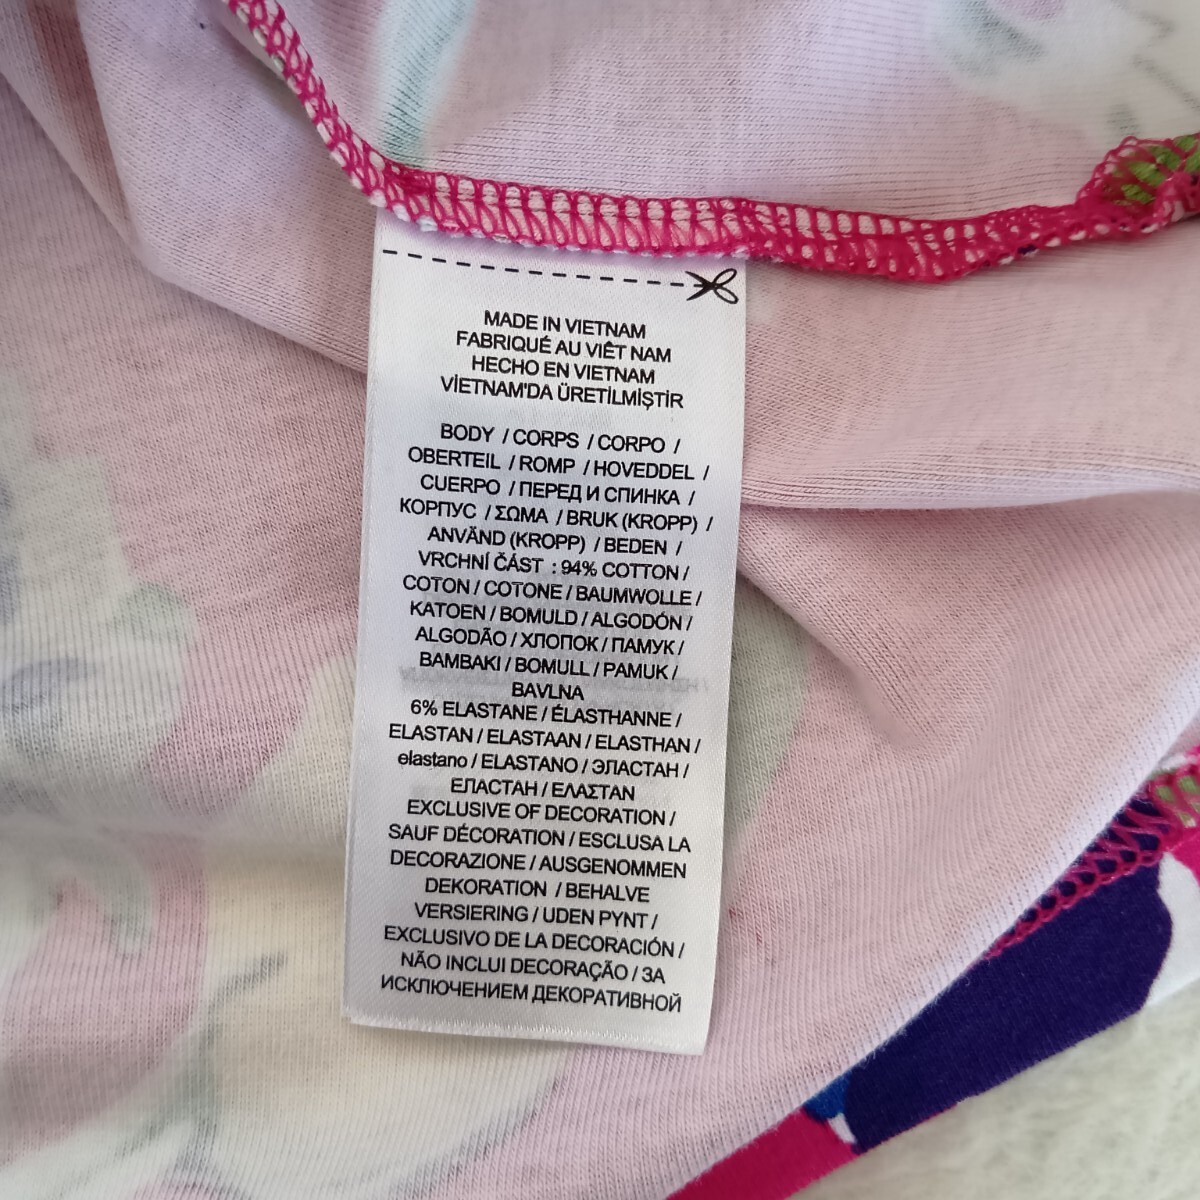 MADE IN VIETNAM
FABRIQUÉ AU VIÊT NAM
HECHO EN VIETNAM
VİETNAM'DA ÜRETİLMİŞTİR
BODY / CORPS / CORPO /
OBERTEIL / ROMP / HOVEDDEL /
CUERPO / ПЕРЕД И СПИНКА /
КОРПУС / ΣΩΜΑ / BRUK (KROPP) /
ANVÄND (KROPP) / BEDEN /
VRCHNÍ ČÁST : 94% COTTON /
COTON / COTONE / BAUMWOLLE /
KATOEN / BOMULD / ALGODÓN /
ALGODÃO / ХЛОПОК / ПАМУК /
BAMBAKI / BOMULL / PAMUK /
BAVLNA
6% ELASTANE / ÉLASTHANNE /
ELASTAN / ELASTAAN / ELASTHAN /
elastano / ELASTANO / ЭЛАСТАН /
ЕЛАСТАН / ΕΛΑΣΤΑΝ
EXCLUSIVE OF DECORATION /
SAUF DÉCORATION / ESCLUSA LA
DECORAZIONE / AUSGENOMMEN
DEKORATION / BEHALVE
VERSIERING / UDEN PYNT /
EXCLUSIVO DE LA DECORACIÓN /
NÃO INCLUI DECORAÇÃO / ЗА
ИСКЛЮЧЕНИЕМ ДЕКОРАТИВНОЙ